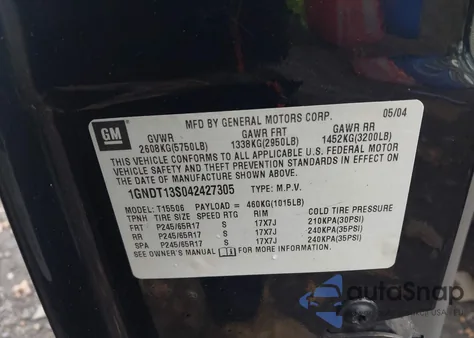 MFD BY GENERAL MOTORS CORP. 05/04
GM
GVWR GAWR FRT GAWR RR
2608KG(5750LB) 1338KG(2950LB) 1452KG(3200LB)
THIS VEHICLE CONFORMS TO ALL APPLICABLE U.S. FEDERAL MOTOR
VEHICLE SAFETY AND THEFT PREVENTION STANDARDS IN EFFECT ON
THE DATE OF MANUFACTURE SHOWN ABOVE.
1GNDT13S042427305 TYPE: M.P.V.
MODEL: T15506 PAYLOAD = 460KG(1015LB)
TPNH TIRE SIZE SPEED RTG RIM COLD TIRE PRESSURE
FRT P245/65R17 S 17X7J 210KPA(30PSI)
RR P245/65R17 S 17X7J 240KPA(35PSI)
SPA P245/65R17 S 17X7J 240KPA(35PSI)
SEE OWNER'S MANUAL FOR ADDITIONAL INFORMATION
autoSnap